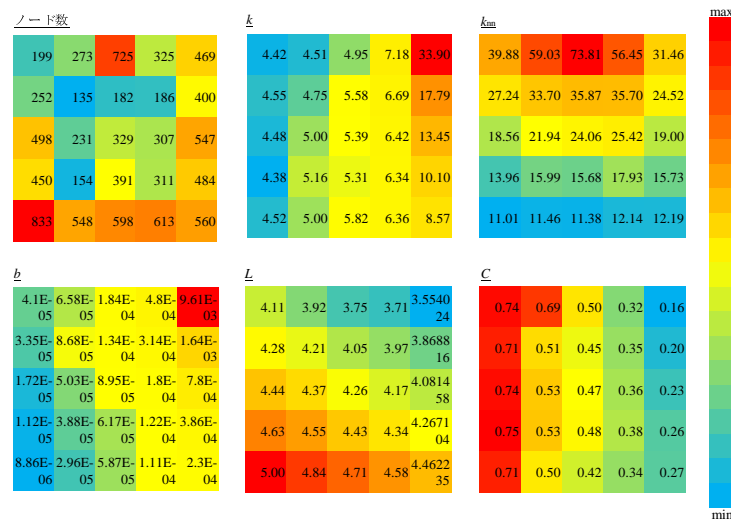 ノード数
199 273 725 325 469
252 135 182 186 400
498 231 329 307 547
450 154 391 311 484
833 548 598 613 560
k
4.42 4.51 4.95 7.18 33.90
4.55 4.75 5.58 6.69 17.79
4.48 5.00 5.39 6.42 13.45
4.38 5.16 5.31 6.34 10.10
4.52 5.00 5.82 6.36 8.57
knn
39.88 59.03 73.81 56.45 31.46
27.24 33.70 35.87 35.70 24.52
18.56 21.94 24.06 25.42 19.00
13.96 15.99 15.68 17.93 15.73
11.01 11.46 11.38 12.14 12.19
b
4.1E- 6.58E- 1.84E- 4.8E- 9.61E-
05 05 04 04 03
3.35E- 8.68E- 1.34E- 3.14E- 1.64E-
05 05 04 04 03
1.72E- 5.03E- 8.95E- 1.8E- 7.8E-
05 05 05 04 04
1.12E- 3.88E- 6.17E- 1.22E- 3.86E-
05 05 05 04 04
8.86E- 2.96E- 5.87E- 1.11E- 2.3E-
06 05 05 04 04
L
4.11 3.92 3.75 3.71 3.5540
24
4.28 4.21 4.05 3.97 3.8688
16
4.44 4.37 4.26 4.17 4.0814
58
4.63 4.55 4.43 4.34 4.2671
04
5.00 4.84 4.71 4.58 4.4622
35
C
0.74 0.69 0.50 0.32 0.16
0.71 0.51 0.45 0.35 0.20
0.74 0.53 0.47 0.36 0.23
0.75 0.53 0.48 0.38 0.26
0.71 0.50 0.42 0.34 0.27
max
min